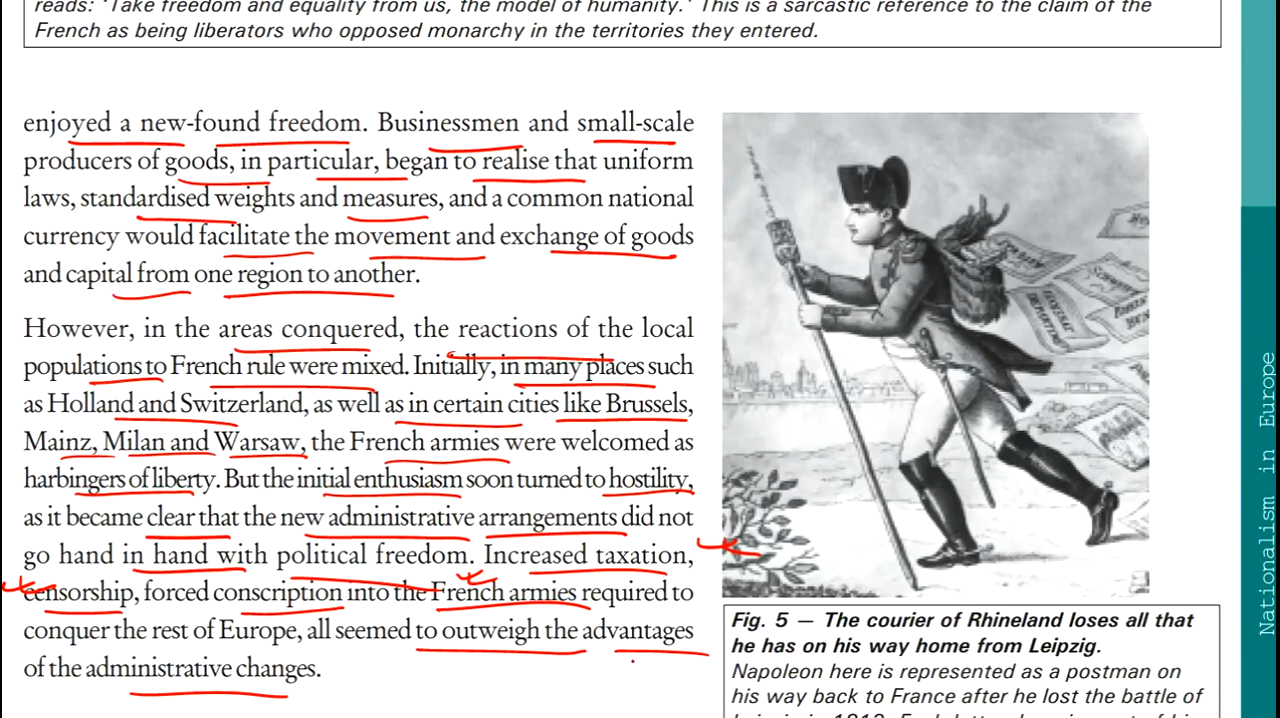 reads: 'Take freedom and equality from us, the model of humanity.' This is a sarcastic reference to the claim of the
French as being liberators who opposed monarchy in the territories they entered.
enjoyed a new-found freedom. Businessmen and small-scale
producers of goods, in particular, began to realise that uniform
laws, standardised weights and measures, and a common national
currency would facilitate the movement and exchange of goods
and capital from one region to another.
However, in the areas conquered, the reactions of the local
populations to French rule were mixed. Initially, in many places such
as Holland and Switzerland, as well as in certain cities like Brussels,
Mainz, Milan and Warsaw, the French armies were welcomed as
harbingers of liberty. But the initial enthusiasm soon turned to hostility,
as it became clear that the new administrative arrangements did not
go hand in hand with political freedom. Increased taxation,
censorship, forced conscription into the French armies required to
conquer the rest of Europe, all seemed to outweigh the advantages
of the administrative changes.
Fig. 5 — The courier of Rhineland loses all that
he has on his way home from Leipzig.
Napoleon here is represented as a postman on
his way back to France after he lost the battle of
Nationalism in Europe